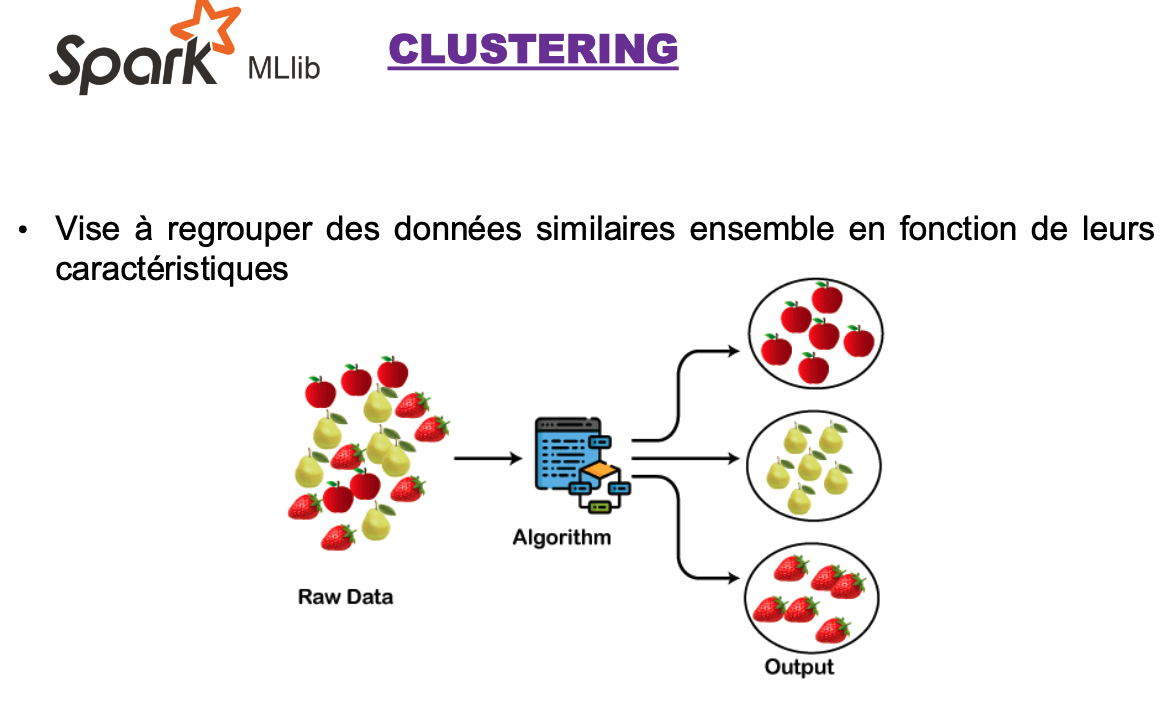 Spark MLlib
CLUSTERING
• Vise à regrouper des données similaires ensemble en fonction de leurs
caractéristiques
Algorithm
Raw Data
Output